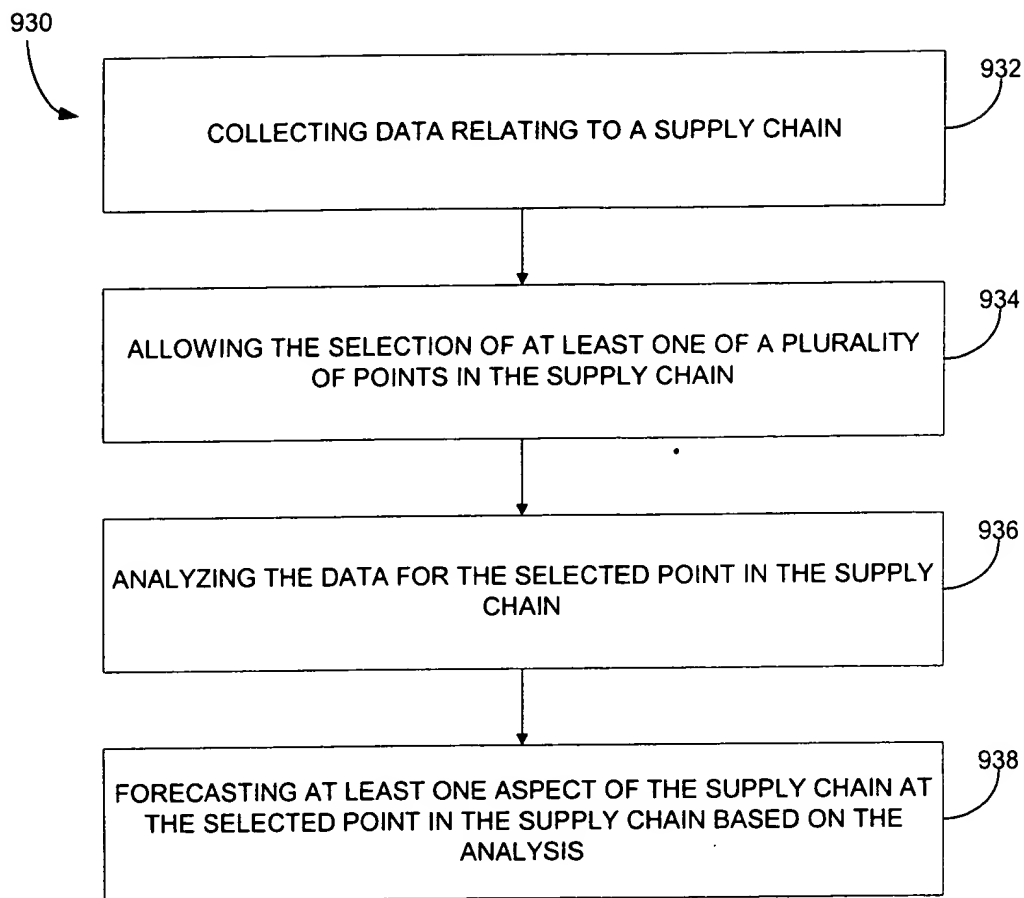 930
932
COLLECTING DATA RELATING TO A SUPPLY CHAIN
934
ALLOWING THE SELECTION OF AT LEAST ONE OF A PLURALITY
OF POINTS IN THE SUPPLY CHAIN
936
ANALYZING THE DATA FOR THE SELECTED POINT IN THE SUPPLY
CHAIN
938
FORECASTING AT LEAST ONE ASPECT OF THE SUPPLY CHAIN AT
THE SELECTED POINT IN THE SUPPLY CHAIN BASED ON THE
ANALYSIS